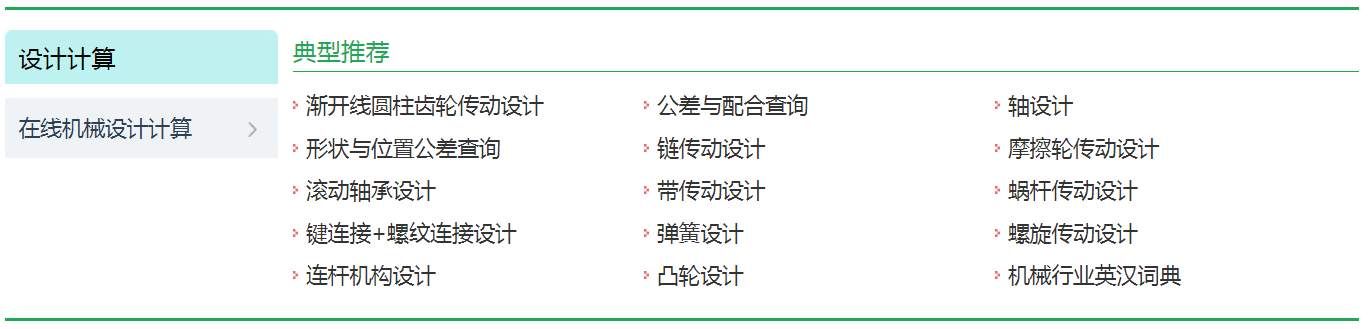 设计计算
在线机械设计计算
典型推荐
渐开线圆柱齿轮传动设计
公差与配合查询
轴设计
形状与位置公差查询
链传动设计
摩擦轮传动设计
滚动轴承设计
带传动设计
蜗杆传动设计
键连接+螺纹连接设计
弹簧设计
螺旋传动设计
连杆机构设计
凸轮设计
机械行业英汉词典